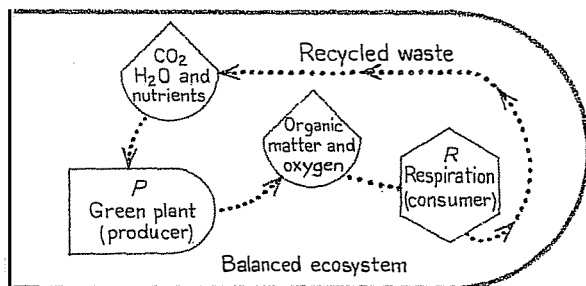 Recycled waste
CO2
H2O and
nutrients
Organic
matter and
oxygen
R
Respiration
(consumer)
P
Green plant
(producer)
Balanced ecosystem